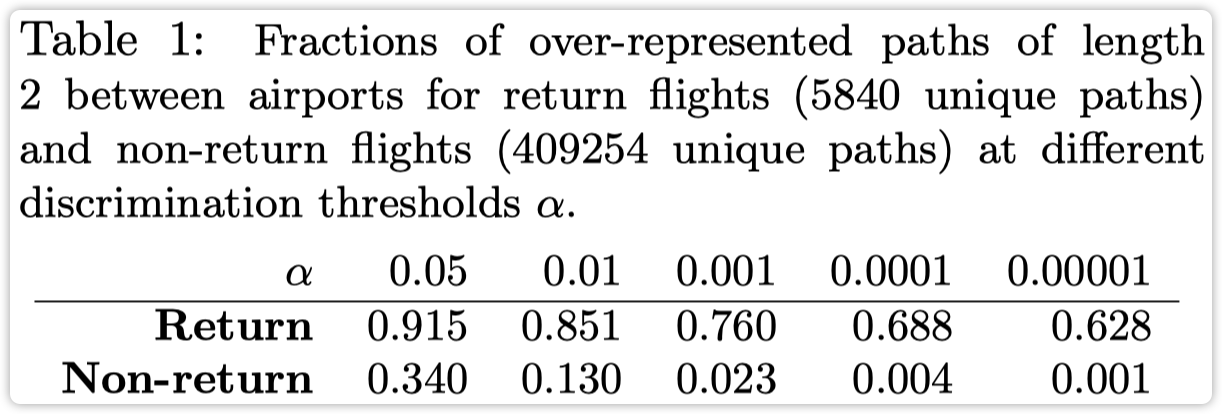 Table 1: Fractions of over-represented paths of length
2 between airports for return flights (5840 unique paths)
and non-return flights (409254 unique paths) at different
discrimination thresholds α.
α 0.05 0.01 0.001 0.0001 0.00001
Return 0.915 0.851 0.760 0.688 0.628
Non-return 0.340 0.130 0.023 0.004 0.001